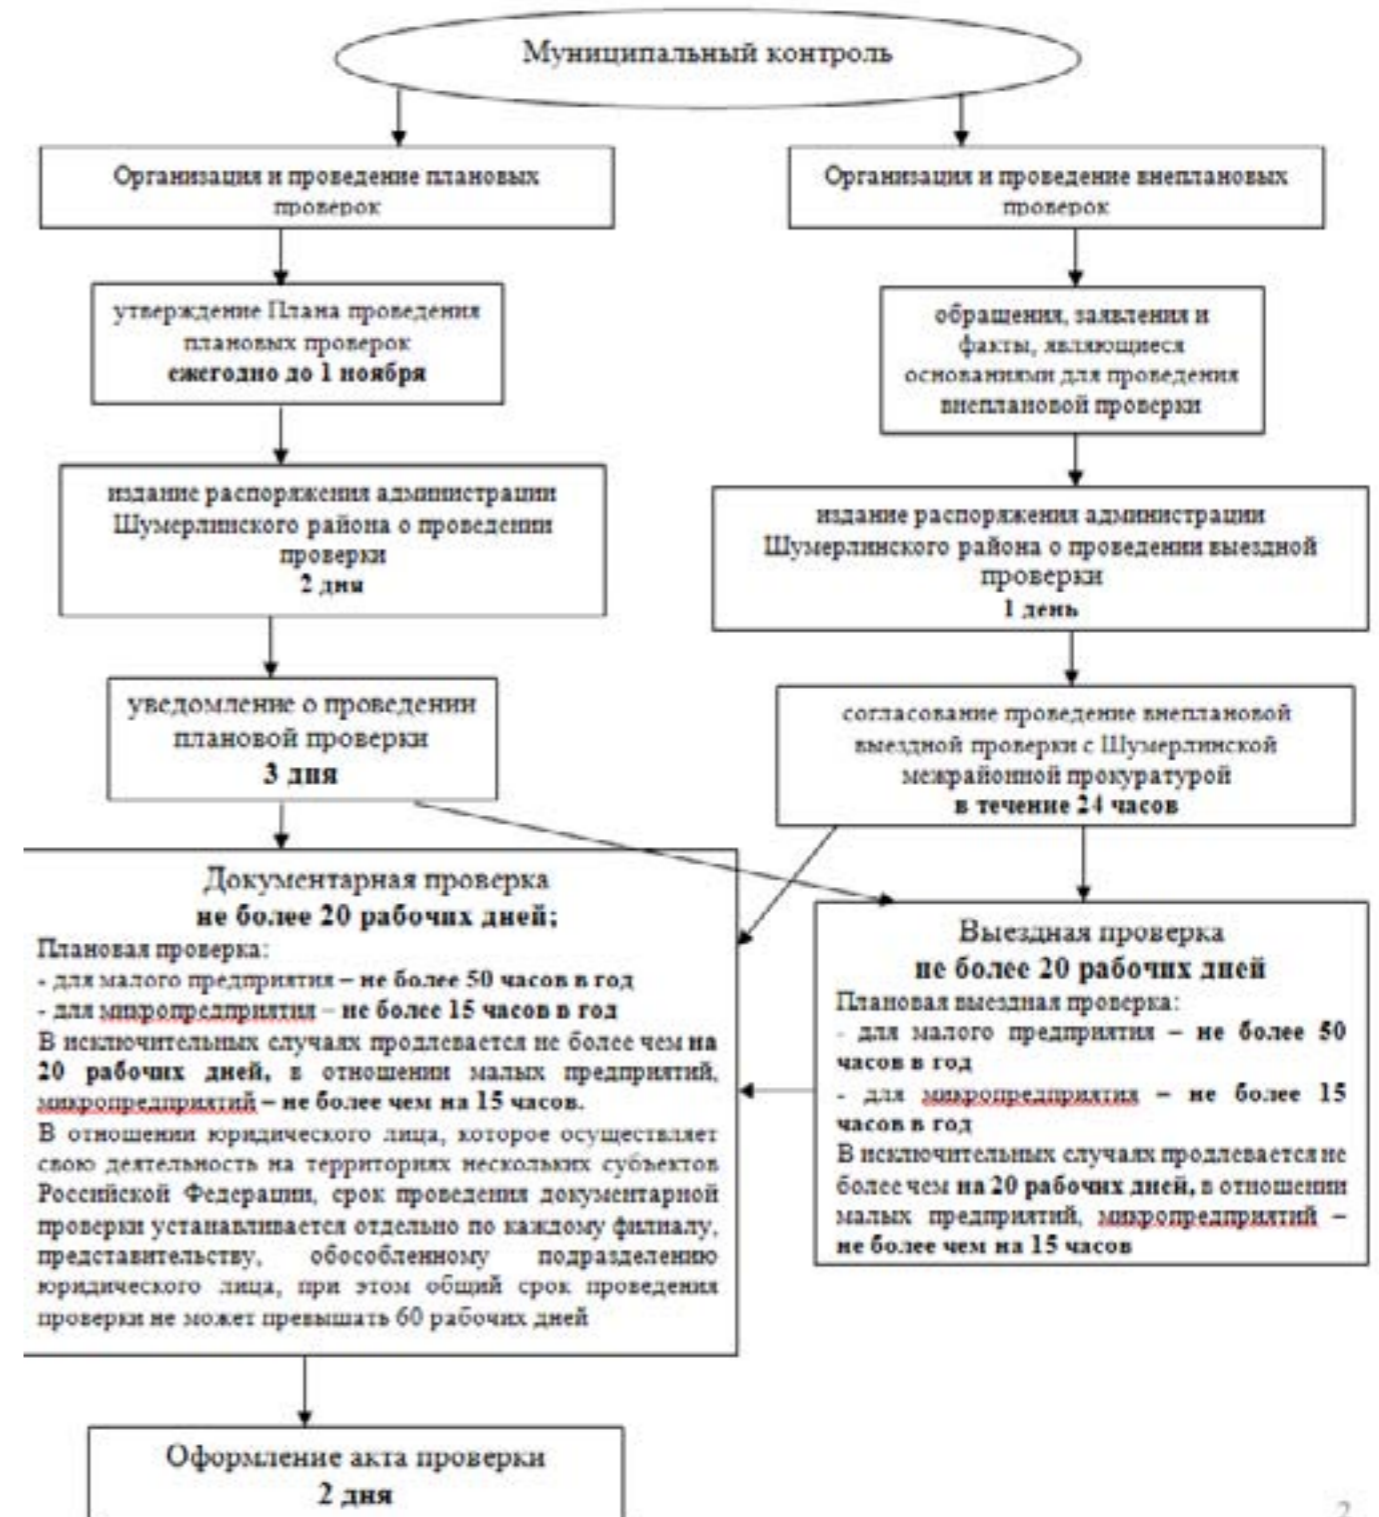 Муниципальный контроль
Организация и проведение плановых
проверок
Организация и проведение внеплановых
проверок
утверждение Плана проведения
плановых проверок
ежегодно до 1 ноября
обращения, заявления и
факты, являющиеся
основаниями для проведения
внеплановой проверки
издание распоряжения администрации
Шумерлинского района о проведении
проверки
2 дня
издание распоряжения администрации
Шумерлинского района о проведении выездной
проверки
1 день
уведомление о проведении
плановой проверки
3 дня
согласование проведение внеплановой
выездной проверки с Шумерлинской
межрайонной прокуратурой
в течение 24 часов
Документарная проверка
не более 20 рабочих дней;
Плановая проверка:
- для малого предприятия – не более 50 часов в год
- для микропредприятия – не более 15 часов в год
В исключительных случаях продлевается не более чем на
20 рабочих дней, в отношении малых предприятий,
микропредприятий – не более чем на 15 часов.
В отношении юридического лица, которое осуществляет
свою деятельность на территориях нескольких субъектов
Российской Федерации, срок проведения документарной
проверки устанавливается отдельно по каждому филиалу,
представительству, обособленному подразделению
юридического лица, при этом общий срок проведения
проверки не может превышать 60 рабочих дней
Выездная проверка
не более 20 рабочих дней
Плановая выездная проверка:
- для малого предприятия – не более 50
часов в год
- для микропредприятия – не более 15
часов в год
В исключительных случаях продлевается не
более чем на 20 рабочих дней, в отношении
малых предприятий, микропредприятий –
не более чем на 15 часов
Оформление акта проверки
2 дня
2